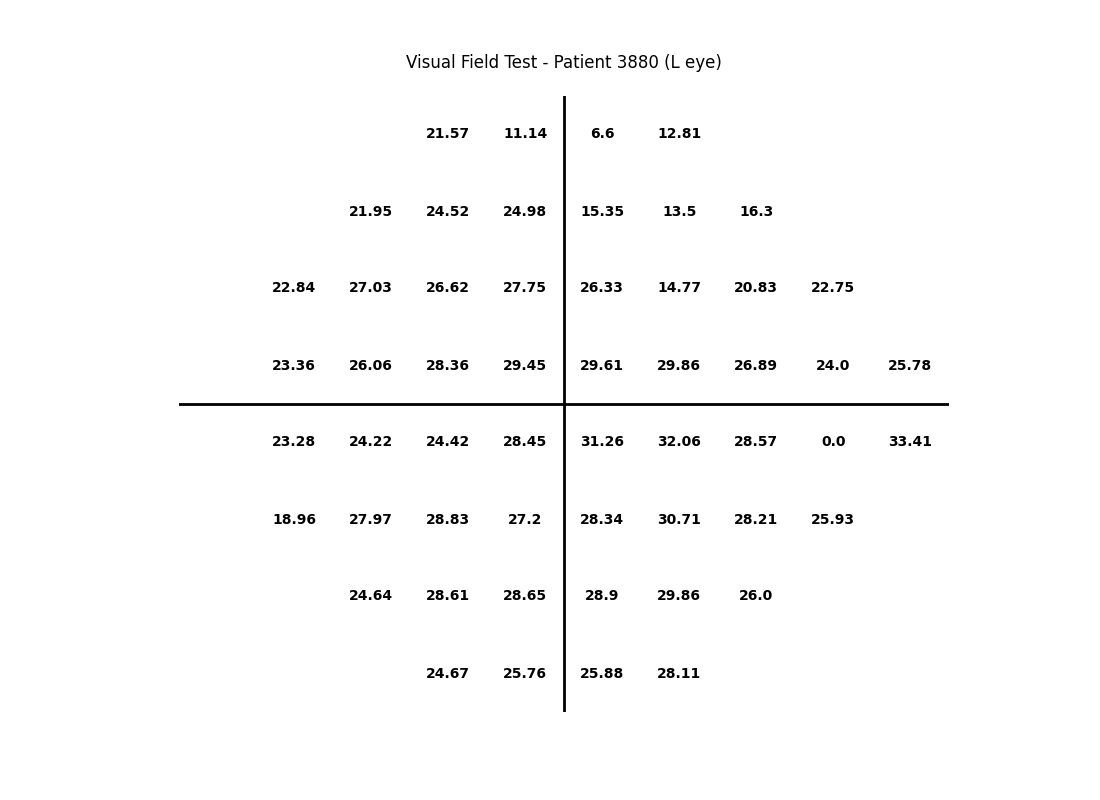 Visual Field Test - Patient 3880 (L eye)
21.57 11.14 6.6 12.81
21.95 24.52 24.98 15.35 13.5 16.3
22.84 27.03 26.62 27.75 26.33 14.77 20.83 22.75
23.36 26.06 28.36 29.45 29.61 29.86 26.89 24.0 25.78
23.28 24.22 24.42 28.45 31.26 32.06 28.57 0.0 33.41
18.96 27.97 28.83 27.2 28.34 30.71 28.21 25.93
24.64 28.61 28.65 28.9 29.86 26.0
24.67 25.76 25.88 28.11